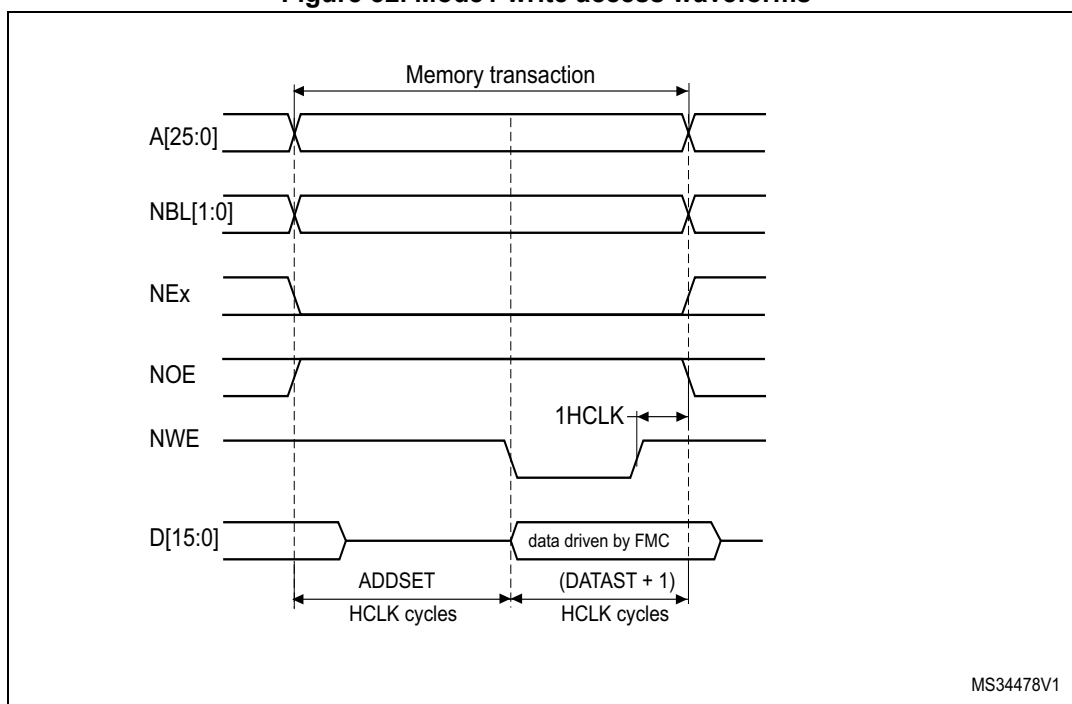 Memory transaction
A[25:0]
NBL[1:0]
NEx
NOE
1HCLK
NWE
D[15:0]
data driven by FMC
ADDSET
(DATAST + 1)
HCLK cycles
HCLK cycles
MS34478V1